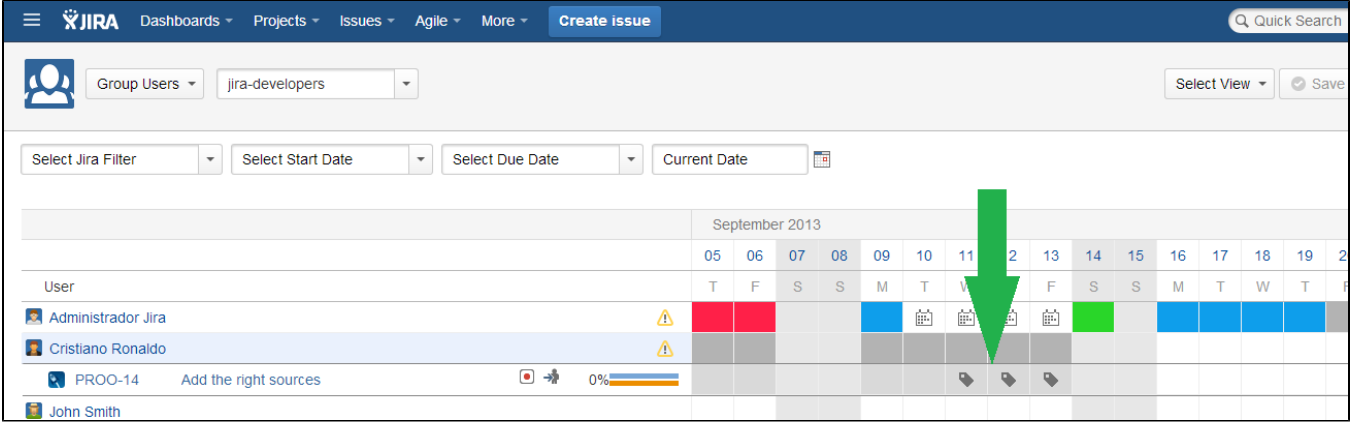 JIRA Dashboards Projects Issues Agile More Create issue Quick Search
Group Users jira-developers Select View Save
Select Jira Filter Select Start Date Select Due Date Current Date
September 2013
05 06 07 08 09 10 11 2 13 14 15 16 17 18 19 2
User T F S S M T W F S S M T W T F
Administrador Jira
Cristiano Ronaldo
PROO-14 Add the right sources 0%
John Smith